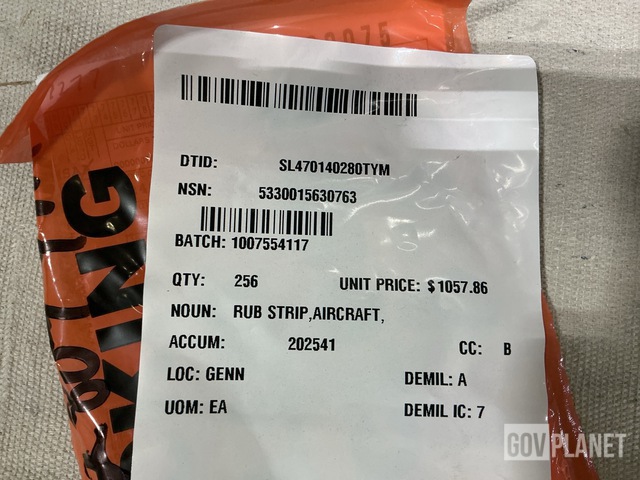 DTID: SL470140280TYM
NSN: 5330015630763
BATCH: 1007554117
QTY: 256 UNIT PRICE: $1057.86
NOUN: RUB STRIP,AIRCRAFT,
ACCUM: 202541 CC: B
LOC: GENN DEMIL: A
UOM: EA DEMIL IC: 7
KING
GOVPLANET